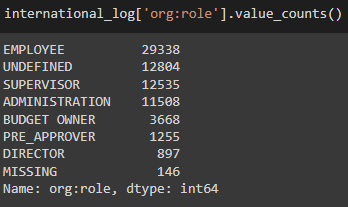 international_log['org:role'].value_counts()
EMPLOYEE 29338
UNDEFINED 12804
SUPERVISOR 12535
ADMINISTRATION 11508
BUDGET OWNER 3668
PRE_APPROVER 1255
DIRECTOR 897
MISSING 146
Name: org:role, dtype: int64